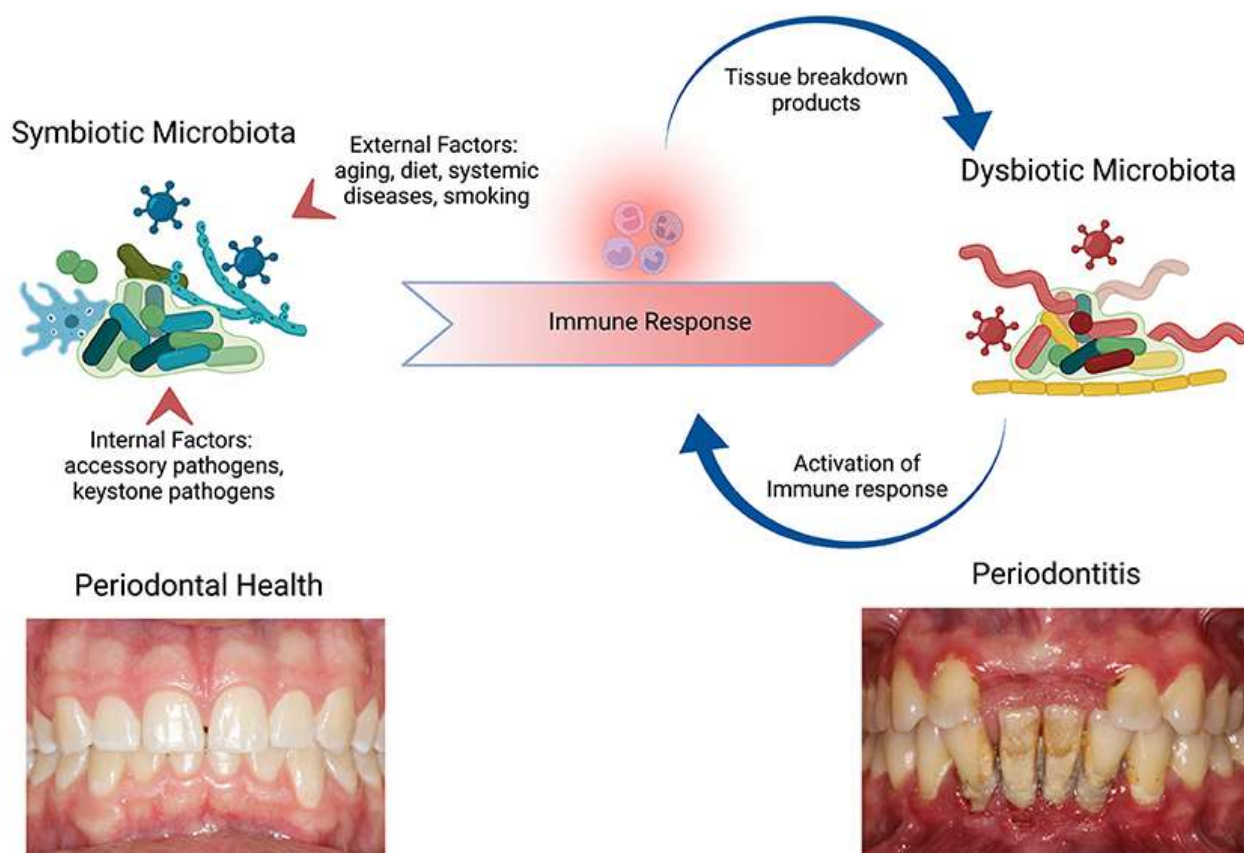 Tissue breakdown
products
Symbiotic Microbiota
External Factors:
aging, diet, systemic
diseases, smoking
Dysbiotic Microbiota
Immune Response
Internal Factors:
accessory pathogens,
keystone pathogens
Activation of
Immune response
Periodontal Health
Periodontitis